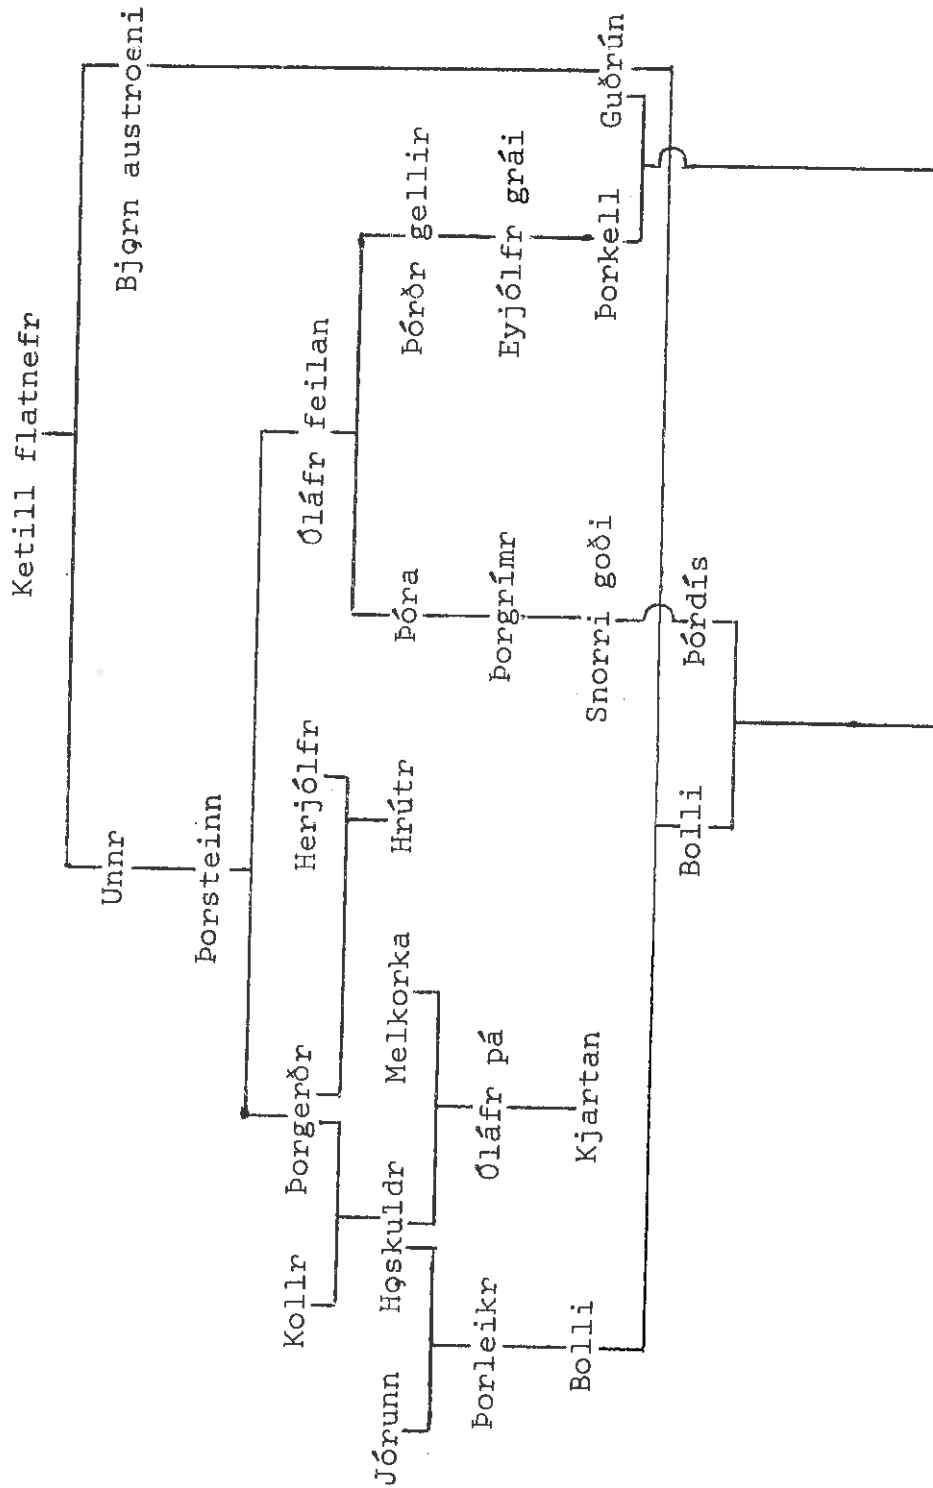 Ketill flatnefr
Unnr
Bjǫrn austroeni
Þorsteinn
Kollr
Þorgerðr
Herjólfr
Óláfr feilan
Jórunn
Hǫskuldr
Melkorka
Hrútr
Þóra
Þórðr gellir
Þorleikr
Óláfr pá
Þorgrímr
Eyjólfr grái
Bolli
Kjartan
Snorri goði
Þorkell
Guðrún
Bolli
Þórdís